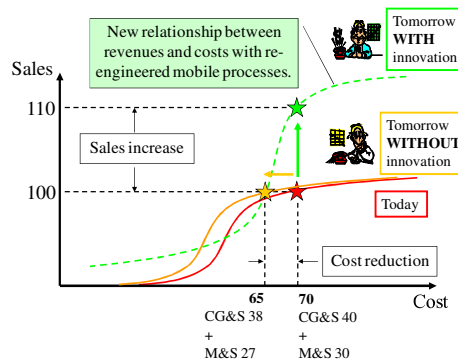 New relationship between
revenues and costs with re-
engineered mobile processes.
Tomorrow
WITH
innovation
Sales
110
Sales increase
Tomorrow
WITHOUT
innovation
100
Today
Cost reduction
65
70
Cost
CG&S 38
+
M&S 27
CG&S 40
+
M&S 30